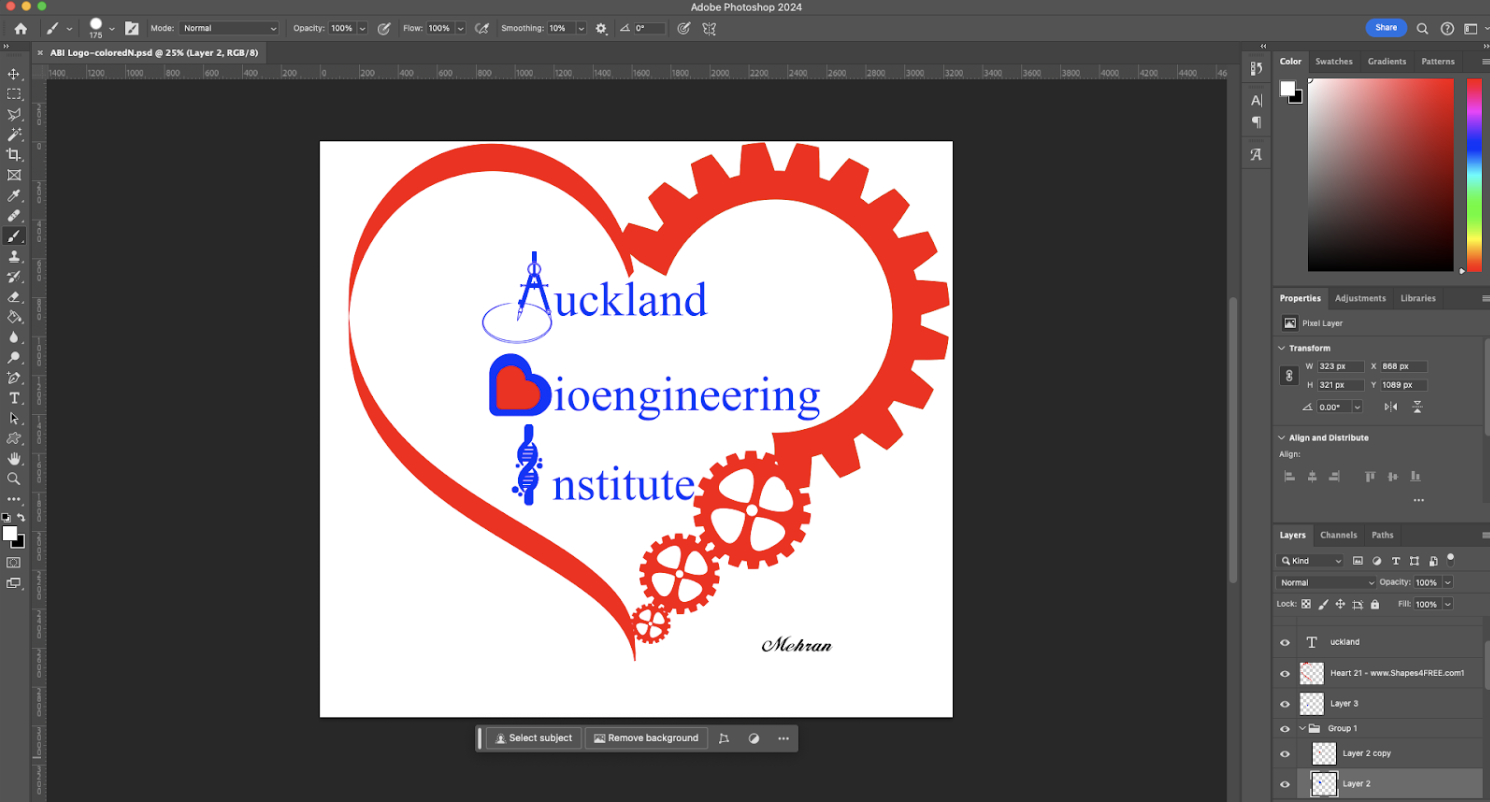 Adobe Photoshop 2024
175 Mode: Normal Opacity: 100% Flow: 100% Smoothing: 10% 0° Share
ABI Logo-coloredN.psd @ 25% (Layer 2, RGB/8)
1400 1200 1000 800 600 400 200 0 200 400 600 800 1000 1200 1400 1600 1800 2000 2200 2400 2600 2800 3000 3200 3400 3600 3800 4000 4200 4400 46
Auckland
Bioengineering
Institute
Mehran
Select subject Remove background
Color Swatches Gradients Patterns
Properties Adjustments Libraries
Pixel Layer
Transform
W 323 px X 868 px
H 321 px Y 1089 px
0.00°
Align and Distribute
Align:
Layers Channels Paths
Kind
Normal Opacity: 100%
Lock: Fill: 100%
uckland
Heart 21 - www.Shapes4FREE.com1
Layer 3
Group 1
Layer 2 copy
Layer 2